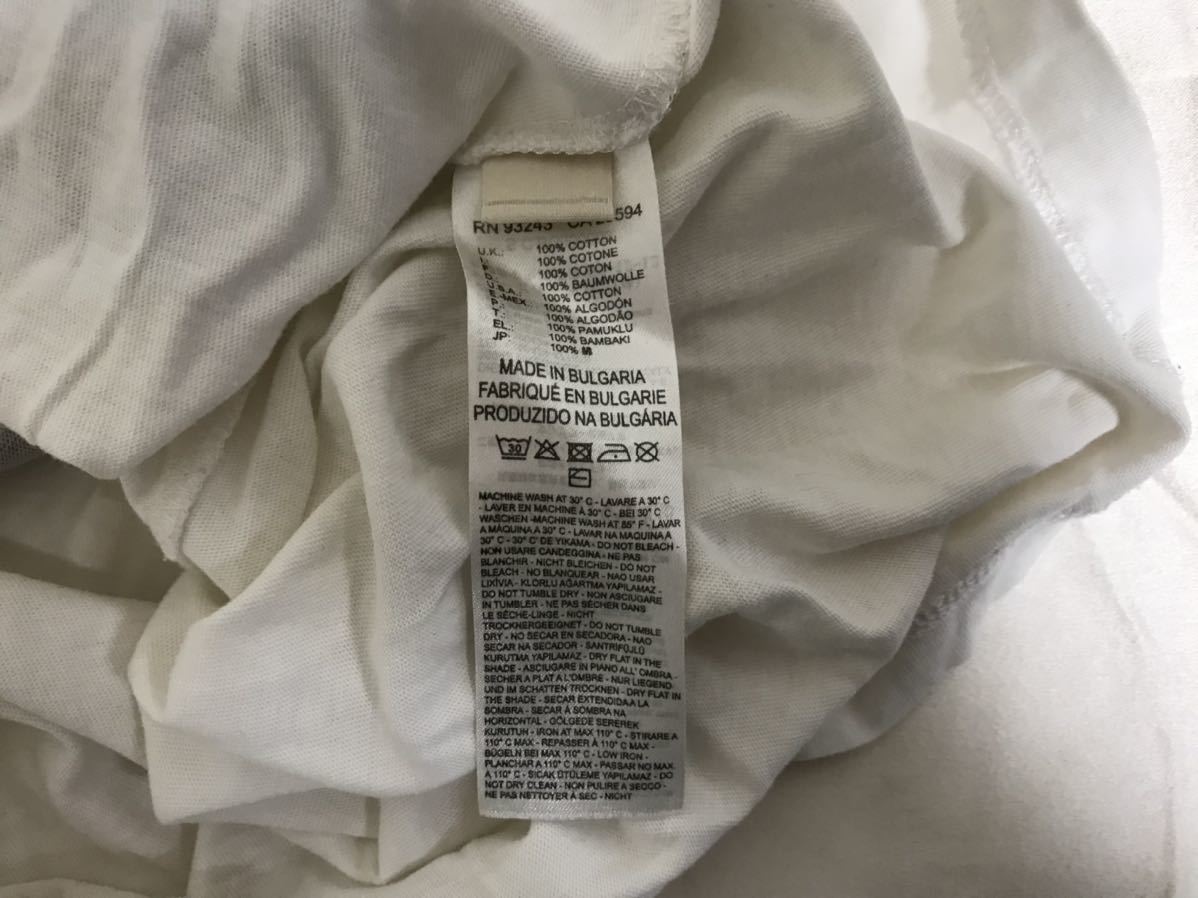 RN 93243 CA 594
U.K.: 100% COTTON
I.: 100% COTONE
F.: 100% COTON
D.: 100% BAUMWOLLE
U.S.A.: 100% COTTON
E.-MEX.: 100% ALGODÓN
P.: 100% ALGODÃO
T.: 100% PAMUKLU
EL.: 100% BAMBAKI
JP: 100%
MADE IN BULGARIA
FABRIQUÉ EN BULGARIE
PRODUZIDO NA BULGÁRIA
30
MACHINE WASH AT 30° C - LAVARE A 30° C
- LAVER EN MACHINE À 30° C - BEI 30° C
WASCHEN -MACHINE WASH AT 85° F - LAVAR
A MÁQUINA A 30° C - LAVAR NA MAQUINA A
30° C - 30° C' DE YIKAMA - DO NOT BLEACH -
NON USARE CANDEGGINA - NE PAS
BLANCHIR - NICHT BLEICHEN - DO NOT
BLEACH - NO BLANQUEAR - NAO USAR
LIXÍVIA - KLORLU AĞARTMA YAPILAMAZ -
DO NOT TUMBLE DRY - NON ASCIUGARE
IN TUMBLER - NE PAS SÉCHER DANS
LE SÈCHE-LINGE - NICHT
TROCKNERGEEIGNET - DO NOT TUMBLE
DRY - NO SECAR EN SECADORA - NAO
SECAR NA SECADOR - SANTRİFÜJLÜ
KURUTMA YAPILAMAZ - DRY FLAT IN THE
SHADE - ASCIUGARE IN PIANO ALL' OMBRA -
SÉCHER A PLAT A L'OMBRE - NUR LIEGEND
UND IM SCHATTEN TROCKNEN - DRY FLAT IN
THE SHADE - SECAR EXTENDIDA A LA
SOMBRA - SECAR À SOMBRA NA
HORIZONTAL - GÖLGEDE SEREREK
KURUTUN - IRON AT MAX 110° C - STIRARE A
110° C MAX - REPASSER À 110° C MAX -
BÜGELN BEI MAX 110° C - LOW IRON -
PLANCHAR A 110° C MAX - PASSAR NO MAX.
A 110° C - SICAK ÜTÜLEME YAPILAMAZ - DO
NOT DRY CLEAN - NON PULIRE A SECCO -
NE PAS NETTOYER À SEC - NICHT